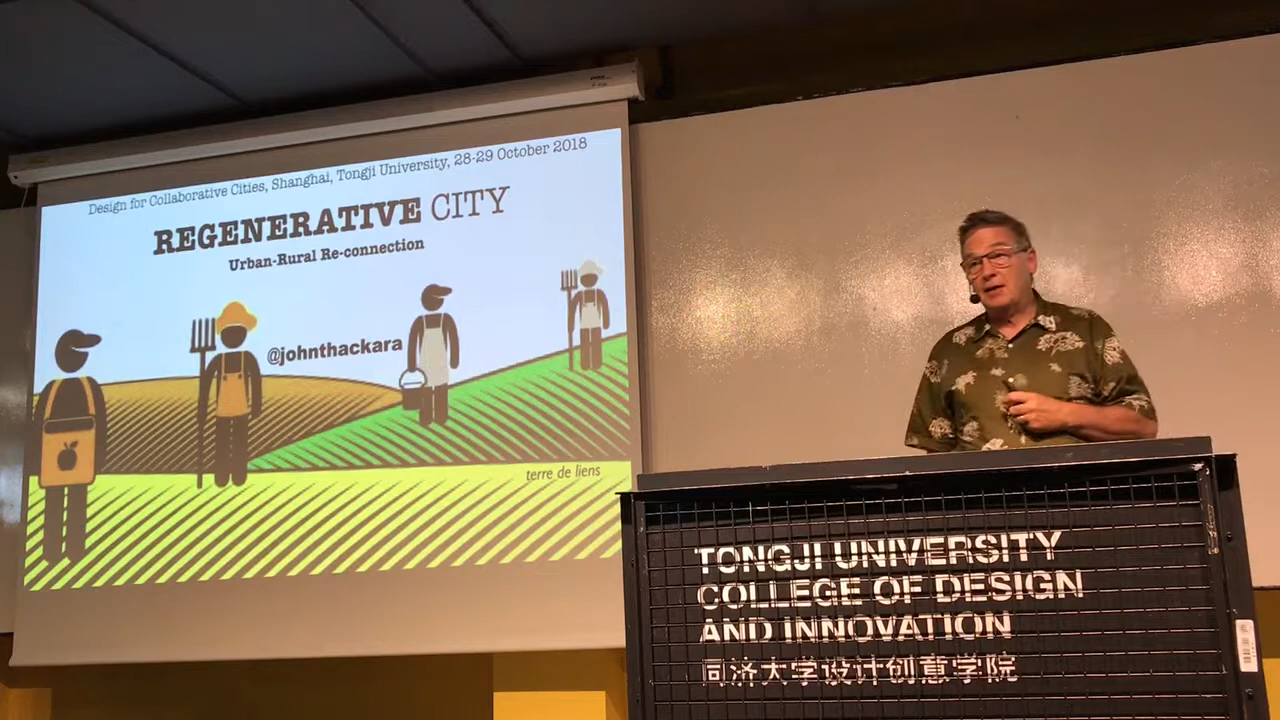 Design for Collaborative Cities, Shanghai, Tongji University, 28-29 October 2018
REGENERATIVE CITY
Urban-Rural Re-connection
@johnthackara
terre de liens
TONGJI UNIVERSITY
COLLEGE OF DESIGN
AND INNOVATION
同济大学设计创意学院